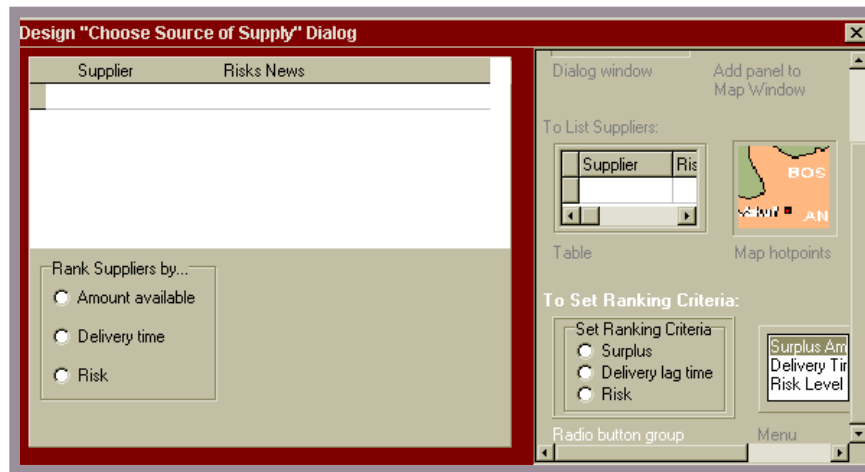 Design "Choose Source of Supply" Dialog
Supplier Risks News
Rank Suppliers by...
Amount available
Delivery time
Risk
Dialog window Add panel to
Map Window
To List Suppliers:
Supplier Ris
BOS
AN
Table Map hotpoints
To Set Ranking Criteria:
Set Ranking Criteria
Surplus
Delivery lag time
Risk
Surplus Am
Delivery Tir
Risk Level
Radio button group Menu